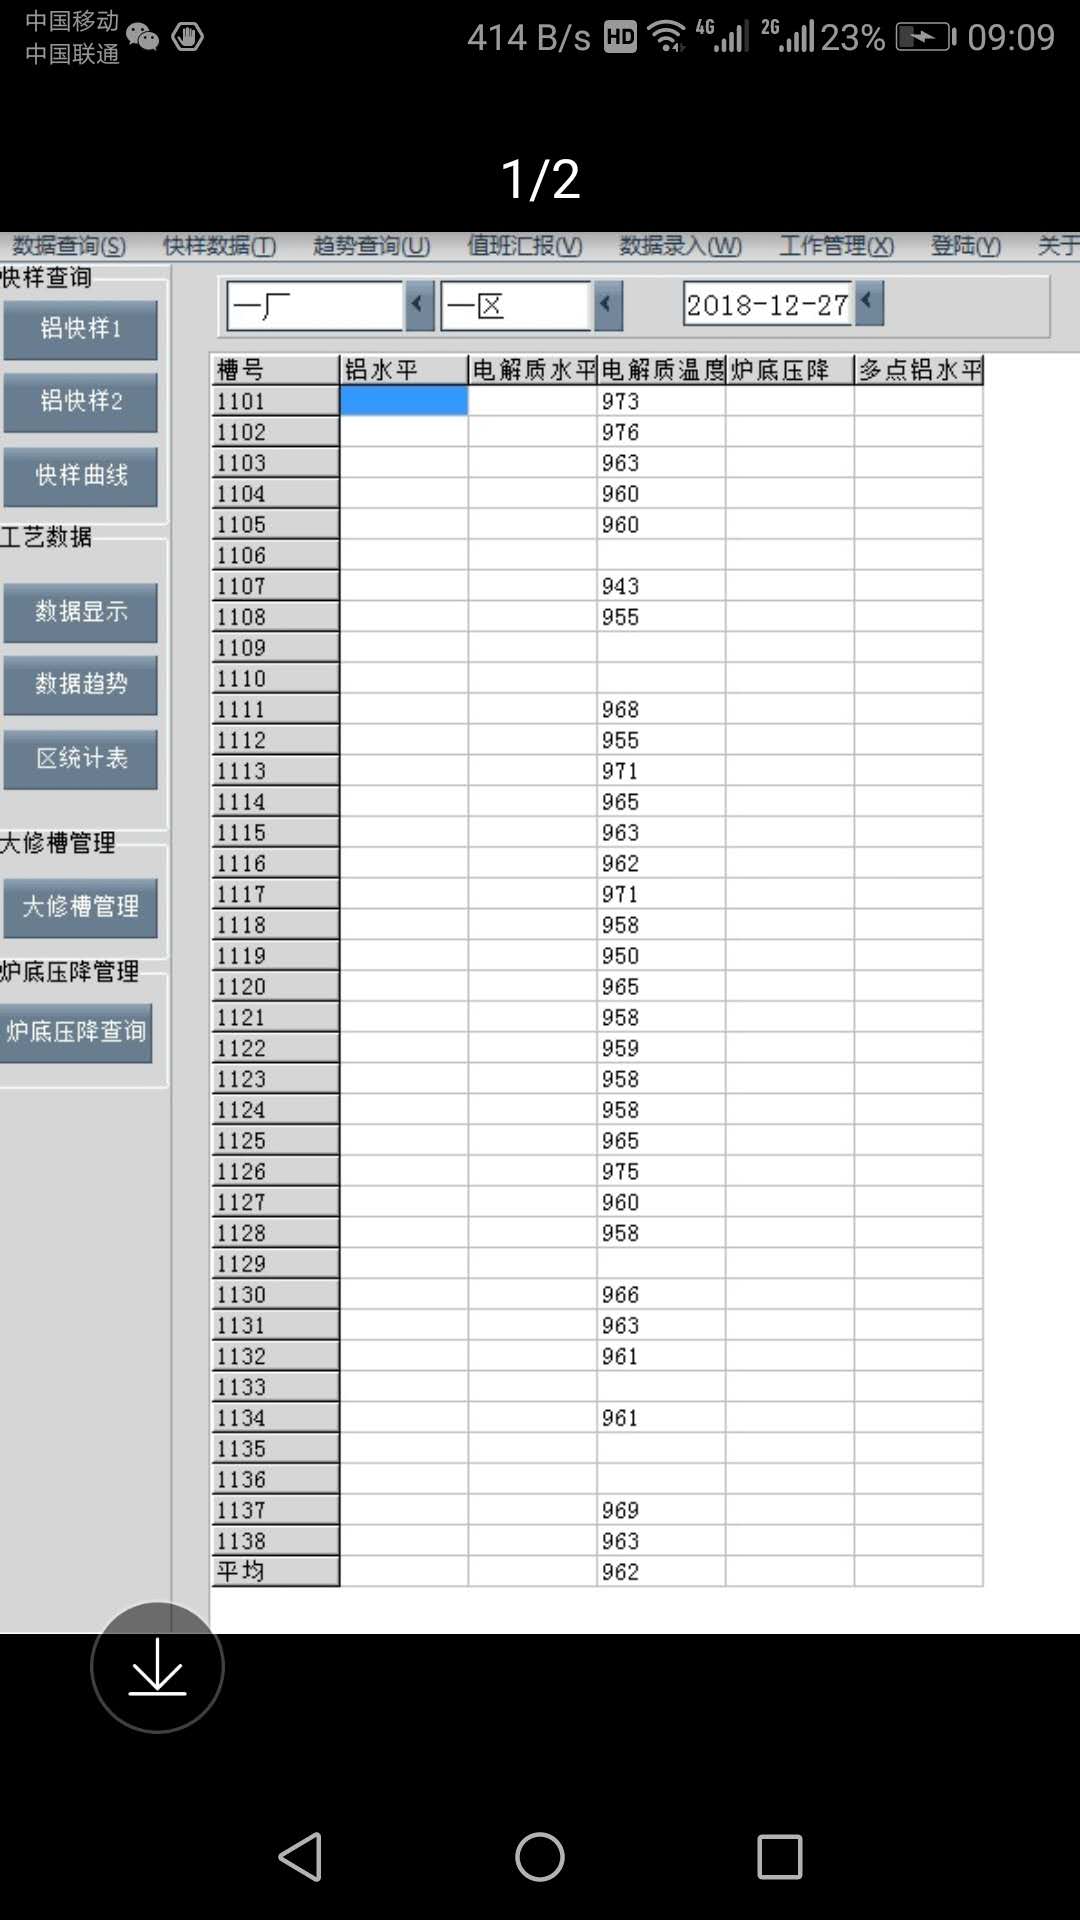 中国移动
中国联通
414 B/s HD 4G 2G 23% 09:09
1/2
数据查询(S) 快样数据(T) 趋势查询(U) 值班汇报(V) 数据录入(W) 工作管理(X) 登陆(Y) 关于
快样查询
铝快样1
铝快样2
快样曲线
工艺数据
数据显示
数据趋势
区统计表
大修槽管理
大修槽管理
炉底压降管理
炉底压降查询
一厂 一区 2018-12-27
槽号 铝水平 电解质水平 电解质温度 炉底压降 多点铝水平
1101 973
1102 976
1103 963
1104 960
1105 960
1106
1107 943
1108 955
1109
1110
1111 968
1112 955
1113 971
1114 965
1115 963
1116 962
1117 971
1118 958
1119 950
1120 965
1121 958
1122 959
1123 958
1124 958
1125 965
1126 975
1127 960
1128 958
1129
1130 966
1131 963
1132 961
1133
1134 961
1135
1136
1137 969
1138 963
平均 962